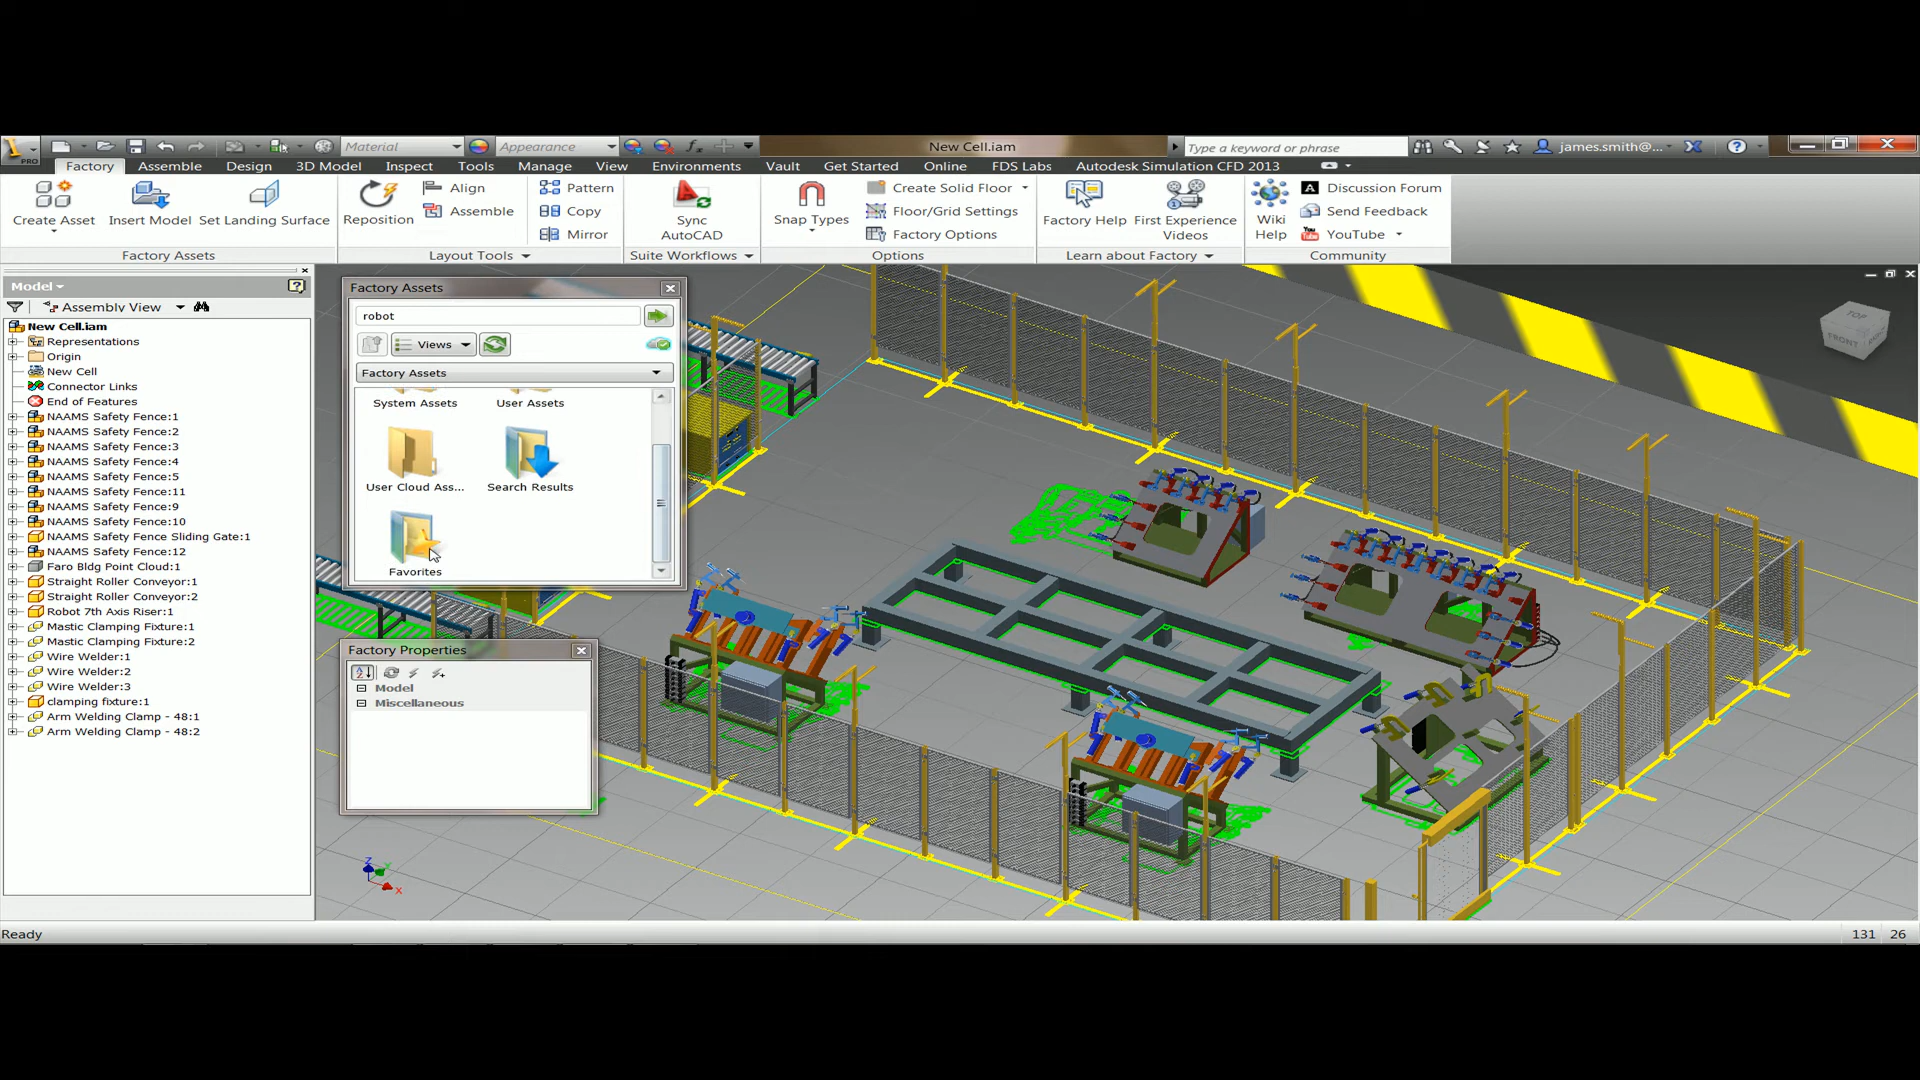 Material
Appearance
New Cell.iam
Type a keyword or phrase
james.smith@...
PRO
Factory
Assemble
Design
3D Model
Inspect
Tools
Manage
View
Environments
Vault
Get Started
Online
FDS Labs
Autodesk Simulation CFD 2013
Create Asset
Insert Model
Set Landing Surface
Factory Assets
Reposition
Align
Assemble
Pattern
Copy
Mirror
Layout Tools
Sync
AutoCAD
Suite Workflows
Snap Types
Create Solid Floor
Floor/Grid Settings
Factory Options
Options
Factory Help
First Experience
Videos
Learn about Factory
Wiki
Help
Discussion Forum
Send Feedback
YouTube
Community
Model
Assembly View
New Cell.iam
Representations
Origin
New Cell
Connector Links
End of Features
NAAMS Safety Fence:1
NAAMS Safety Fence:2
NAAMS Safety Fence:3
NAAMS Safety Fence:4
NAAMS Safety Fence:5
NAAMS Safety Fence:11
NAAMS Safety Fence:9
NAAMS Safety Fence:10
NAAMS Safety Fence Sliding Gate:1
NAAMS Safety Fence:12
Faro Bldg Point Cloud:1
Straight Roller Conveyor:1
Straight Roller Conveyor:2
Robot 7th Axis Riser:1
Mastic Clamping Fixture:1
Mastic Clamping Fixture:2
Wire Welder:1
Wire Welder:2
Wire Welder:3
clamping fixture:1
Arm Welding Clamp - 48:1
Arm Welding Clamp - 48:2
Factory Assets
robot
Views
Factory Assets
System Assets
User Assets
User Cloud Ass...
Search Results
Favorites
Factory Properties
Model
Miscellaneous
TOP
FRONT
Z
Y
X
Ready
131 26